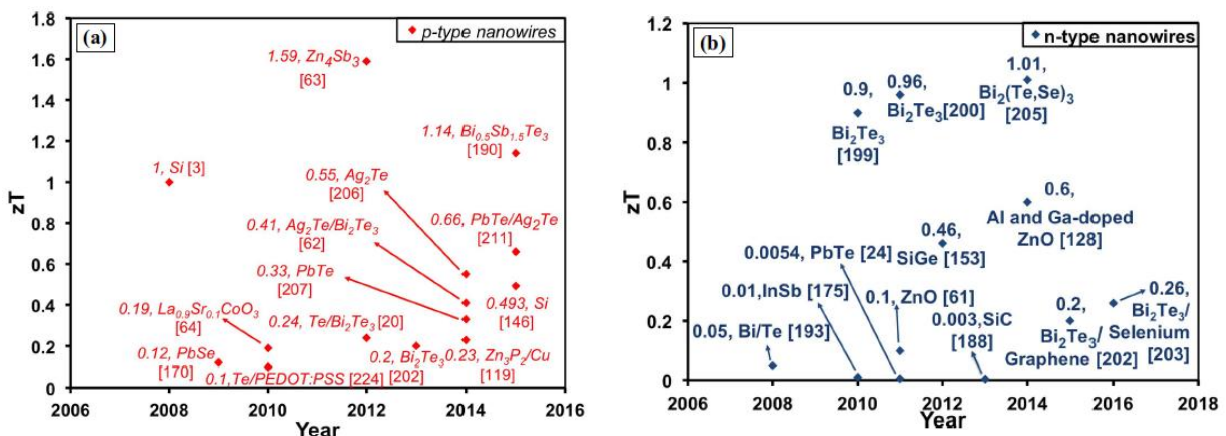 (a)
p-type nanowires
zT
2
1.8
1.6
1.4
1.2
1
0.8
0.6
0.4
0.2
0
1.59, Zn₄Sb₃
[63]
1.14, Bi₀.₅Sb₁.₅Te₃
[190]
1, Si [3]
0.55, Ag₂Te
[206]
0.41, Ag₂Te/Bi₂Te₃
[62]
0.66, PbTe/Ag₂Te
[211]
0.33, PbTe
[207]
0.493, Si
[146]
0.19, La₀.₉Sr₀.₁CoO₃
[64]
0.24, Te/Bi₂Te₃ [20]
0.12, PbSe
[170]
0.2, Bi₂Te₃
[202]
0.23, Zn₃P₂/Cu
[119]
0.1,Te/PEDOT:PSS [224]
2006 2008 2010 2012 2014 2016
Year
(b)
n-type nanowires
zT
1.2
1
0.8
0.6
0.4
0.2
0
0.9,
Bi₂Te₃
[199]
0.96,
Bi₂Te₃[200]
1.01,
Bi₂(Te,Se)₃
[205]
0.6,
Al and Ga-doped
ZnO [128]
0.46,
SiGe [153]
0.0054, PbTe [24]
0.01,InSb [175]
0.1, ZnO [61]
0.05, Bi/Te [193]
0.003,SiC
[188]
0.2,
Bi₂Te₃/
Graphene [202]
0.26,
Bi₂Te₃/
Selenium
[203]
2006 2008 2010 2012 2014 2016 2018
Year